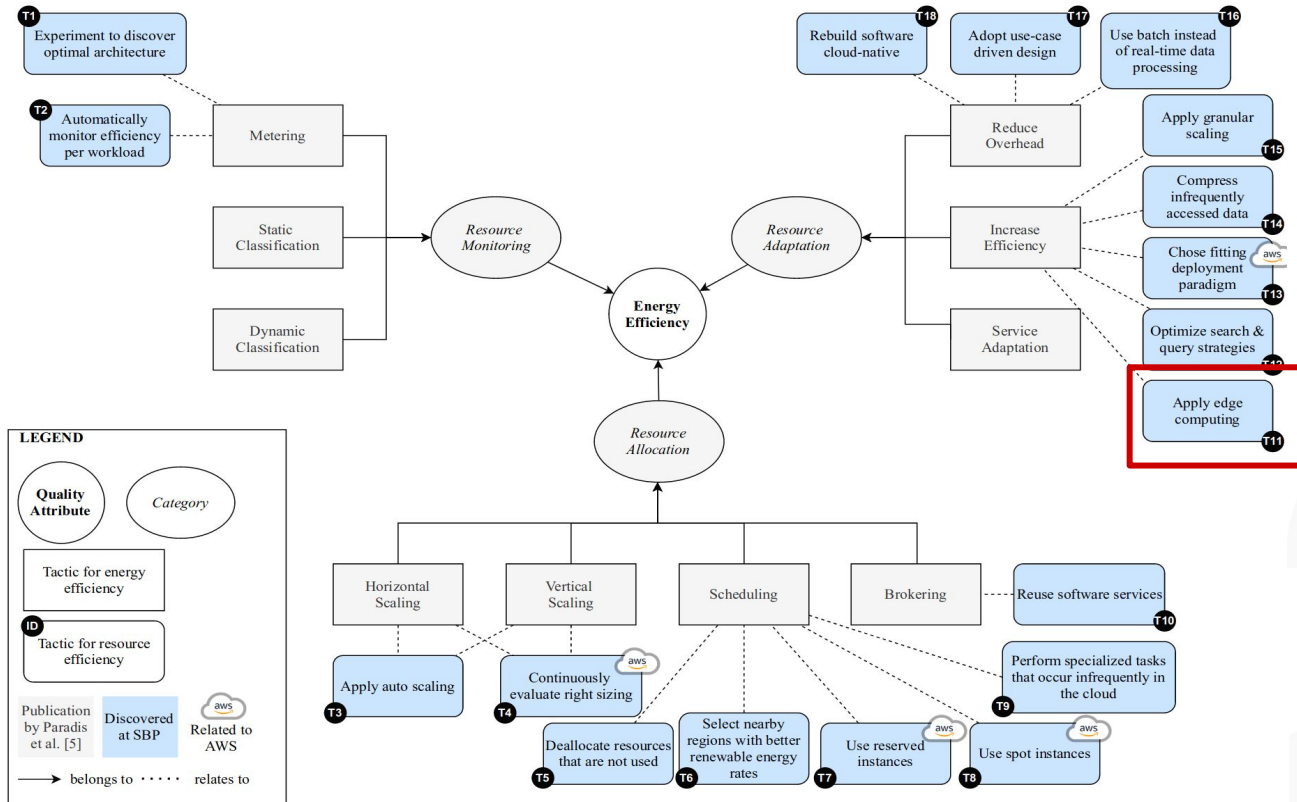 T1
Experiment to discover
optimal architecture
T2
Automatically
monitor efficiency
per workload
Metering
Static
Classification
Dynamic
Classification
Resource
Monitoring
T18
Rebuild software
cloud-native
T17
Adopt use-case
driven design
T16
Use batch instead
of real-time data
processing
Reduce
Overhead
Apply granular
scaling
T15
Compress
infrequently
accessed data
T14
Resource
Adaptation
Increase
Efficiency
Chose fitting
deployment
paradigm
aws
T13
Energy
Efficiency
Service
Adaptation
Optimize search &
query strategies
T12
Apply edge
computing
T11
Resource
Allocation
Horizontal
Scaling
Vertical
Scaling
Scheduling
Brokering
Reuse software services
T10
Apply auto scaling
T3
Continuously
evaluate right sizing
aws
T4
Perform specialized tasks
that occur infrequently in
the cloud
T9
Deallocate resources
that are not used
T5
Select nearby
regions with better
renewable energy
rates
T6
Use reserved
instances
aws
T7
Use spot instances
aws
T8
LEGEND
Quality
Attribute
Category
Tactic for energy
efficiency
ID
Tactic for resource
efficiency
Publication
by Paradis
et al. [5]
Discovered
at SBP
aws
Related to
AWS
belongs to
relates to